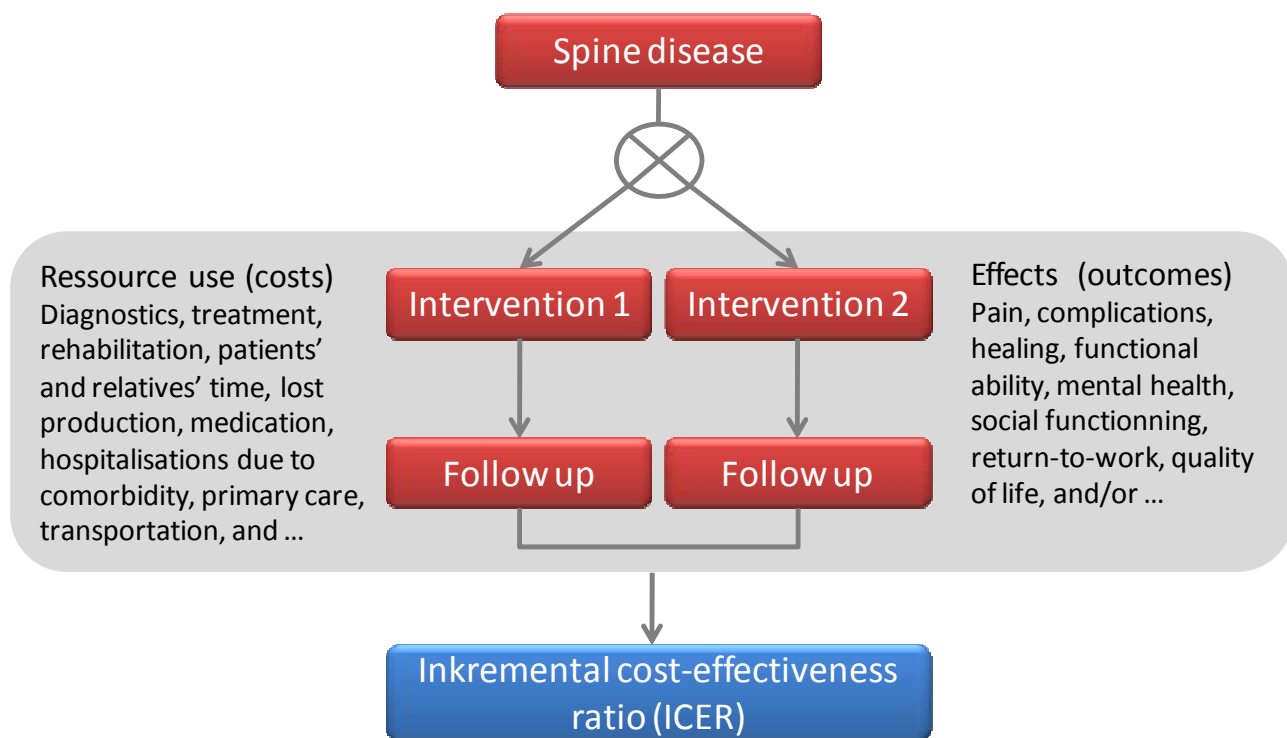 Spine disease
Ressource use (costs)
Diagnostics, treatment,
rehabilitation, patients’
and relatives’ time, lost
production, medication,
hospitalisations due to
comorbidity, primary care,
transportation, and ...
Intervention 1
Intervention 2
Follow up
Follow up
Effects (outcomes)
Pain, complications,
healing, functional
ability, mental health,
social functionning,
return-to-work, quality
of life, and/or ...
Inkremental cost-effectiveness
ratio (ICER)